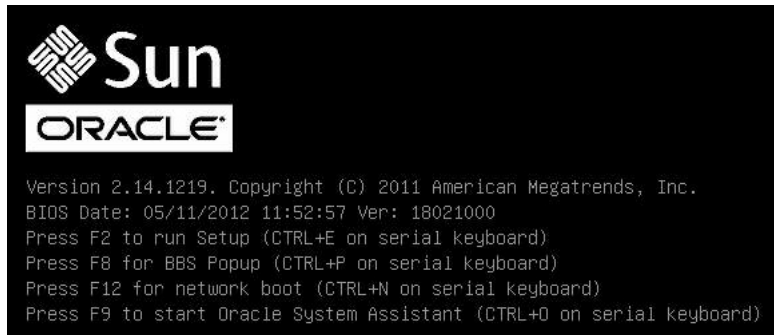 Sun
ORACLE
Version 2.14.1219. Copyright (C) 2011 American Megatrends, Inc.
BIOS Date: 05/11/2012 11:52:57 Ver: 18021000
Press F2 to run Setup (CTRL+E on serial keyboard)
Press F8 for BBS Popup (CTRL+P on serial keyboard)
Press F12 for network boot (CTRL+N on serial keyboard)
Press F9 to start Oracle System Assistant (CTRL+O on serial keyboard)